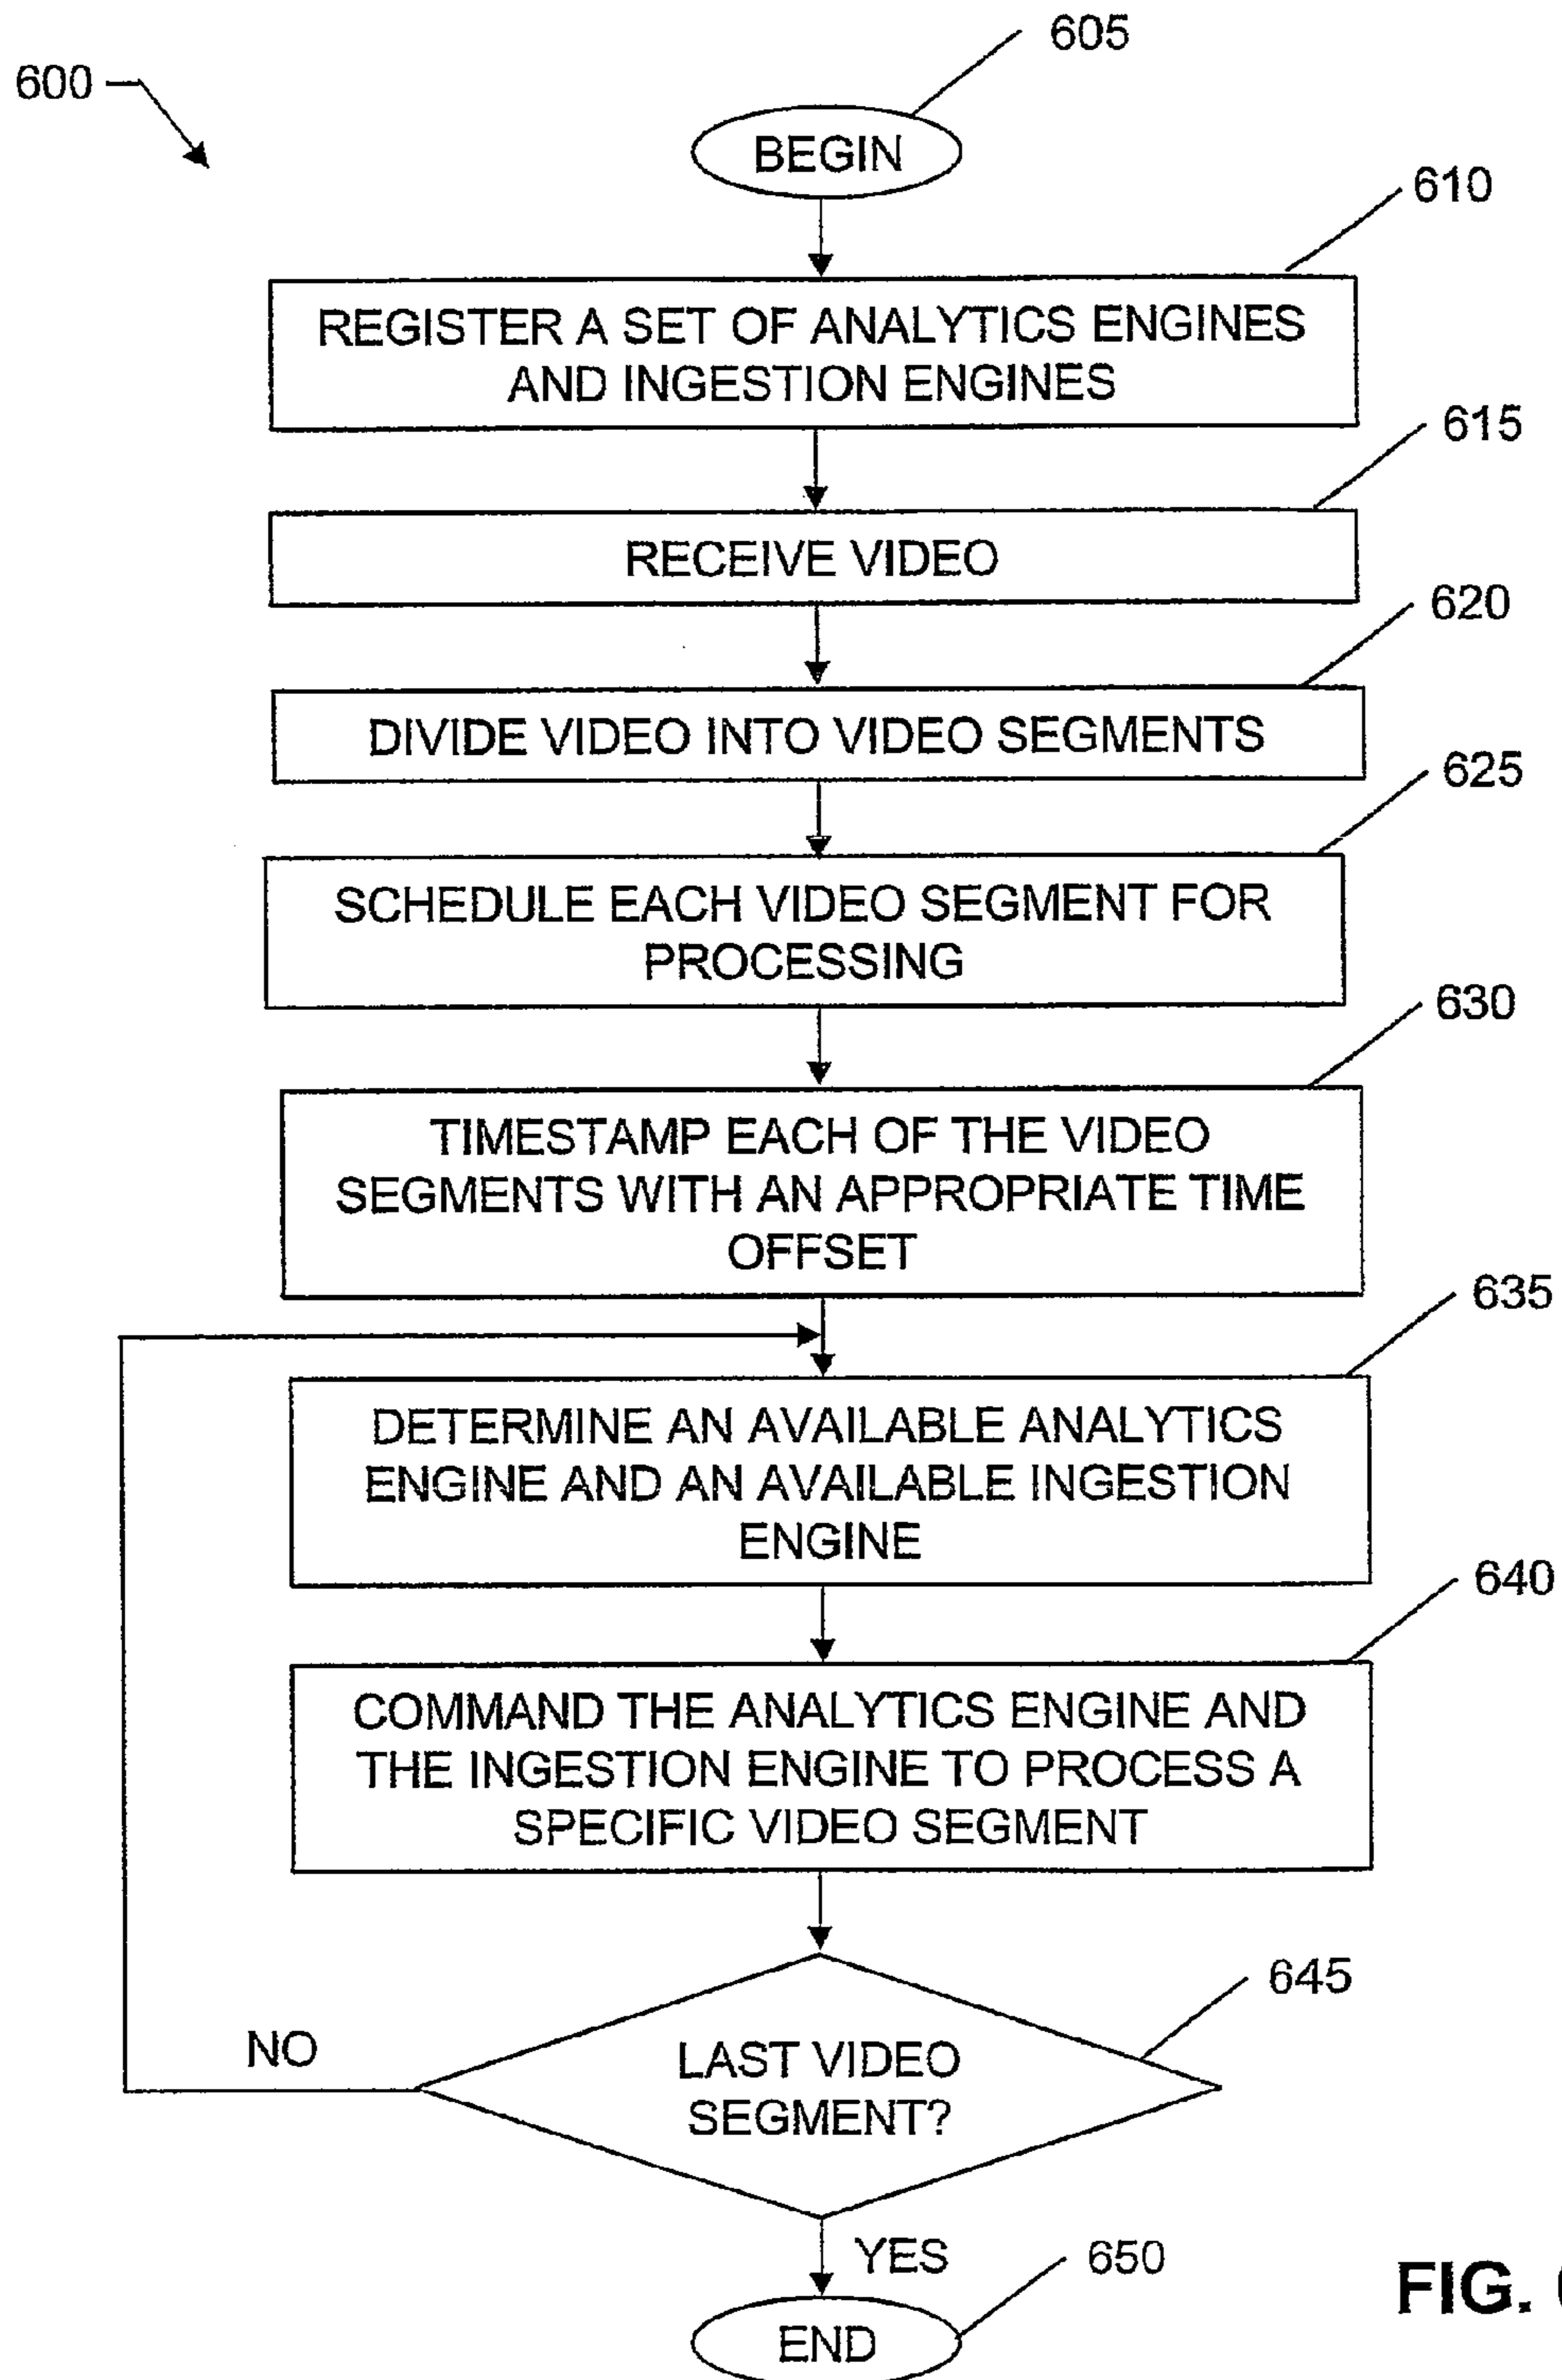 600
605
BEGIN
610
REGISTER A SET OF ANALYTICS ENGINES
AND INGESTION ENGINES
615
RECEIVE VIDEO
620
DIVIDE VIDEO INTO VIDEO SEGMENTS
625
SCHEDULE EACH VIDEO SEGMENT FOR
PROCESSING
630
TIMESTAMP EACH OF THE VIDEO
SEGMENTS WITH AN APPROPRIATE TIME
OFFSET
635
DETERMINE AN AVAILABLE ANALYTICS
ENGINE AND AN AVAILABLE INGESTION
ENGINE
640
COMMAND THE ANALYTICS ENGINE AND
THE INGESTION ENGINE TO PROCESS A
SPECIFIC VIDEO SEGMENT
645
NO
LAST VIDEO
SEGMENT?
YES
650
END
FIG.